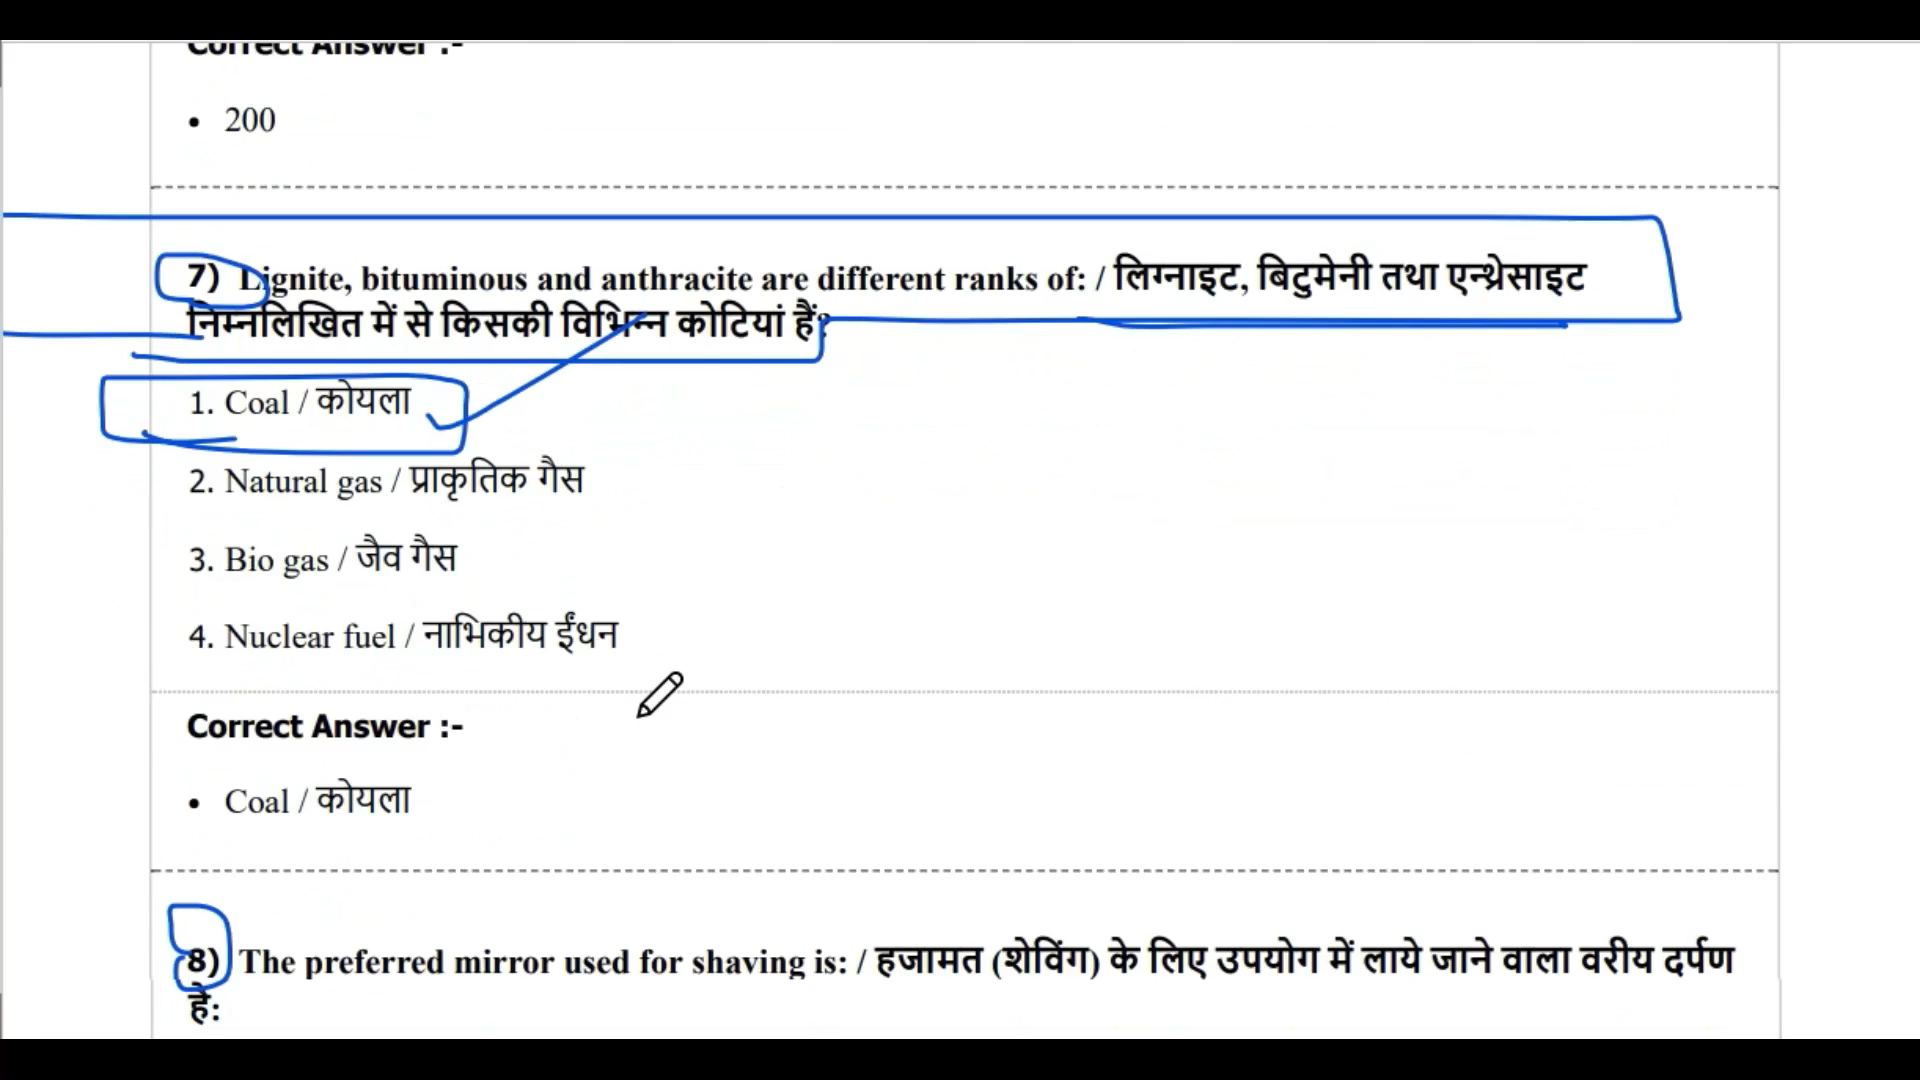 Correct Answer :-
• 200
7) Lignite, bituminous and anthracite are different ranks of: / लिग्नाइट, बिटुमेनी तथा एन्थ्रेसाइट
निम्नलिखित में से किसकी विभिन्न कोटियां हैं?
1. Coal / कोयला
2. Natural gas / प्राकृतिक गैस
3. Bio gas / जैव गैस
4. Nuclear fuel / नाभिकीय ईंधन
Correct Answer :-
• Coal / कोयला
8) The preferred mirror used for shaving is: / हजामत (शेविंग) के लिए उपयोग में लाये जाने वाला वरीय दर्पण
है: